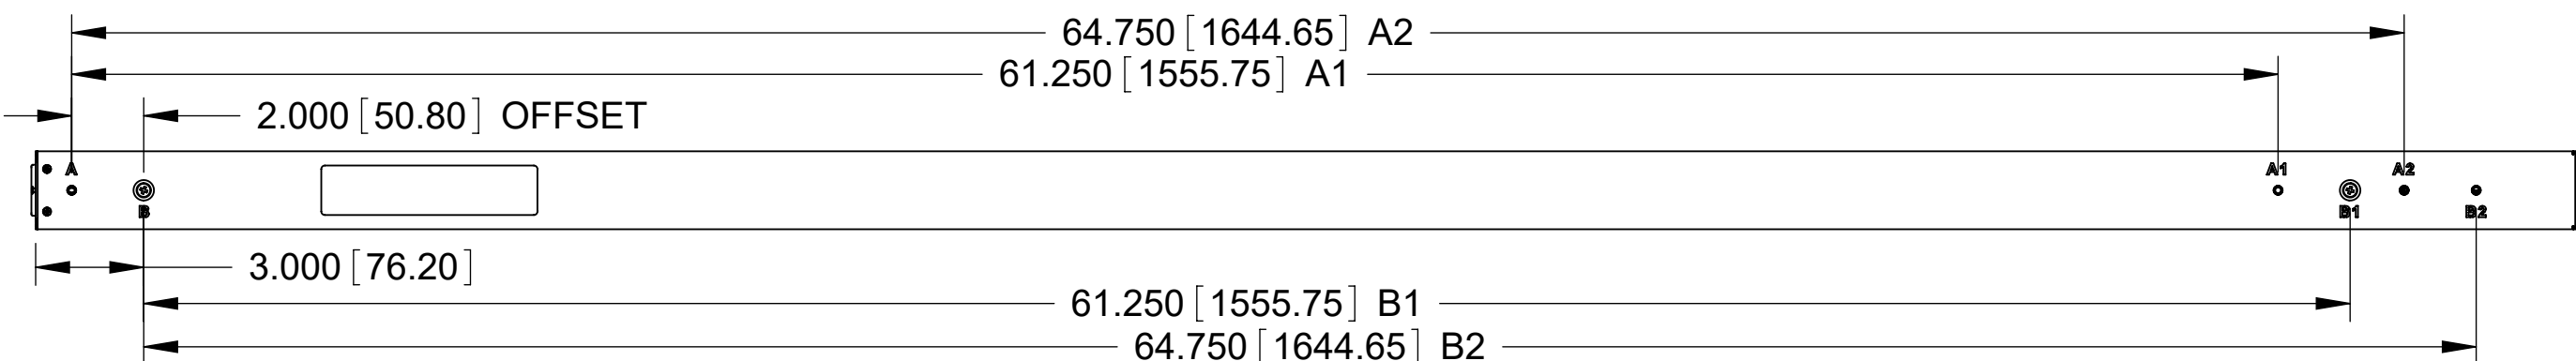 64.750 [1644.65] A2
61.250 [1555.75] A1
2.000 [50.80] OFFSET
A A1 A2
B B1 B2
3.000 [76.20]
61.250 [1555.75] B1
64.750 [1644.65] B2